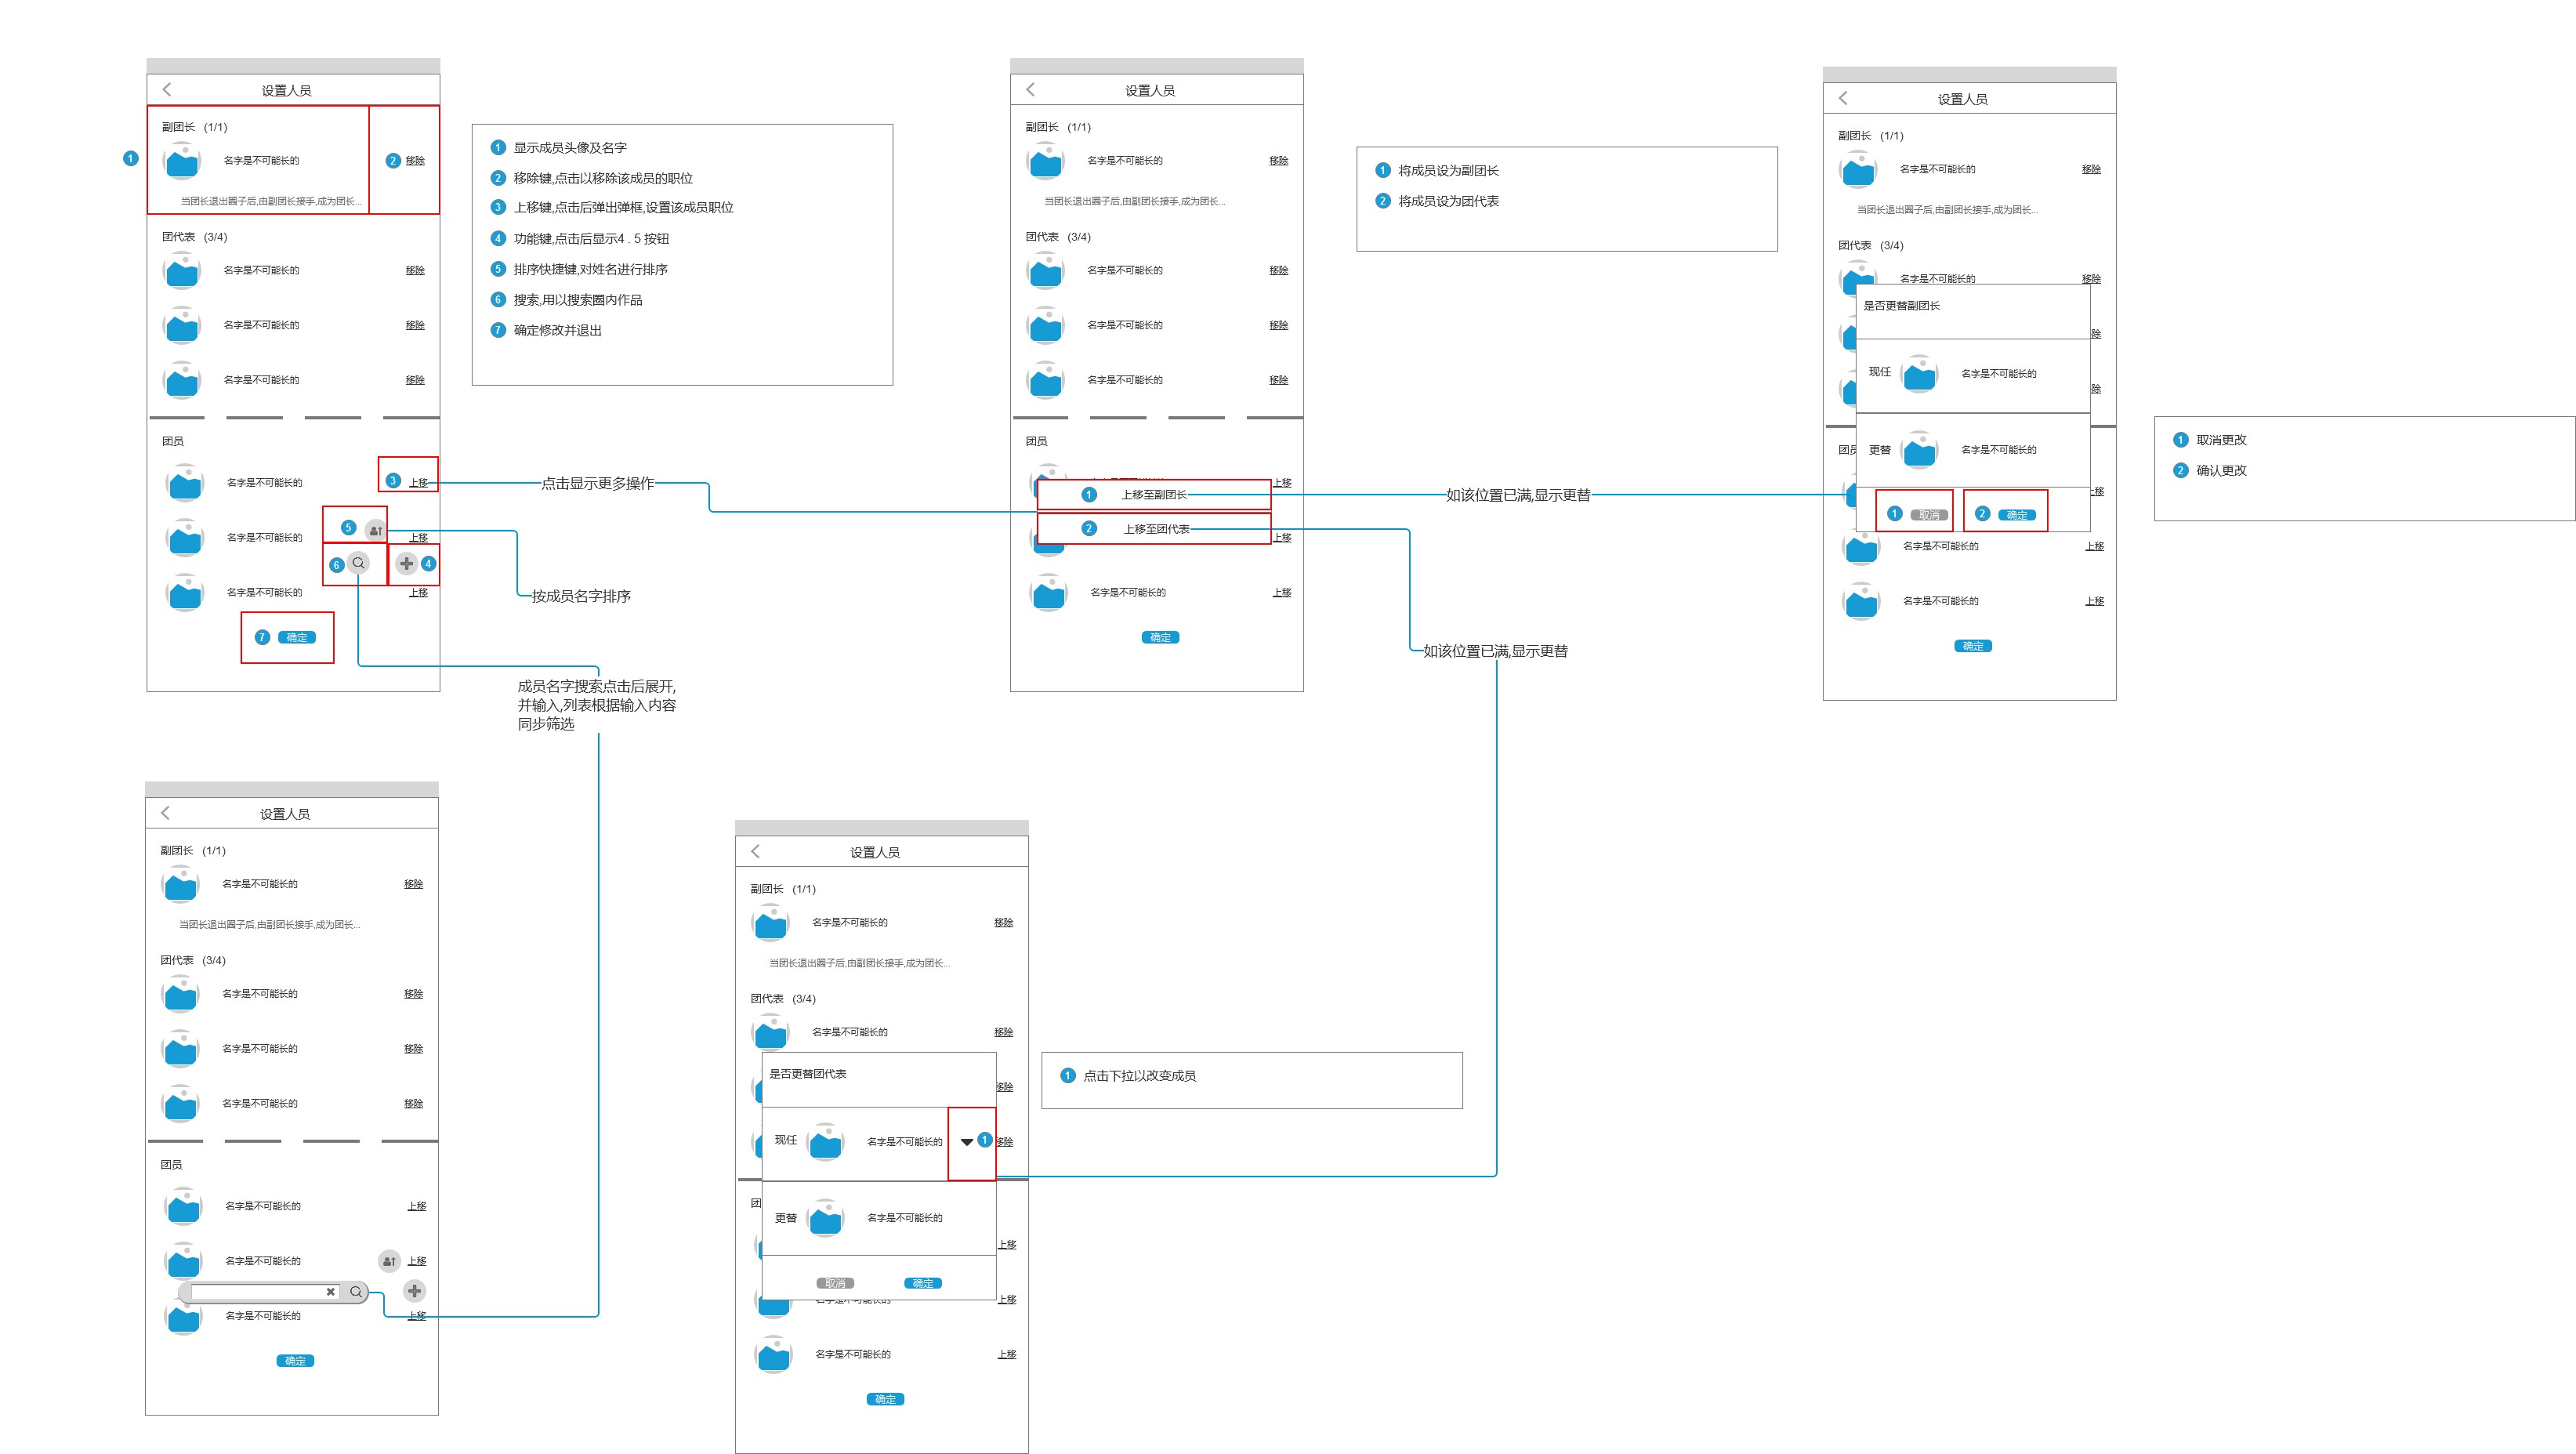 设置人员
副团长 (1/1)
1
名字是不可能长的
2 移除
当团长退出圈子后,由副团长接手,成为团长...
团代表 (3/4)
名字是不可能长的 移除
名字是不可能长的 移除
名字是不可能长的 移除
团员
名字是不可能长的 3 上移
名字是不可能长的 5 上移
6 4
名字是不可能长的 上移
7 确定
1 显示成员头像及名字
2 移除键,点击以移除该成员的职位
3 上移键,点击后弹出弹框,设置该成员职位
4 功能键,点击后显示4 . 5 按钮
5 排序快捷键,对姓名进行排序
6 搜索,用以搜索圈内作品
7 确定修改并退出
点击显示更多操作
按成员名字排序
成员名字搜索点击后展开,
并输入,列表根据输入内容
同步筛选
设置人员
副团长 (1/1)
名字是不可能长的 移除
当团长退出圈子后,由副团长接手,成为团长...
团代表 (3/4)
名字是不可能长的 移除
名字是不可能长的 移除
名字是不可能长的 移除
团员
上移
1 上移至副团长
2 上移至团代表
上移
名字是不可能长的 上移
确定
1 将成员设为副团长
2 将成员设为团代表
如该位置已满,显示更替
如该位置已满,显示更替
设置人员
副团长 (1/1)
名字是不可能长的 移除
当团长退出圈子后,由副团长接手,成为团长...
团代表 (3/4)
名字是不可能长的 移除
是否更替副团长
移除
现任 名字是不可能长的
移除
团员
更替 名字是不可能长的
上移
1 取消 2 确定
名字是不可能长的 上移
名字是不可能长的 上移
确定
1 取消更改
2 确认更改
设置人员
副团长 (1/1)
名字是不可能长的 移除
当团长退出圈子后,由副团长接手,成为团长...
团代表 (3/4)
名字是不可能长的 移除
名字是不可能长的 移除
名字是不可能长的 移除
团员
名字是不可能长的 上移
名字是不可能长的 上移
名字是不可能长的 上移
确定
设置人员
副团长 (1/1)
名字是不可能长的 移除
当团长退出圈子后,由副团长接手,成为团长...
团代表 (3/4)
名字是不可能长的 移除
是否更替团代表
移除
现任 名字是不可能长的 1 移除
团
更替 名字是不可能长的
上移
取消 确定
名字是不可能长的 上移
名字是不可能长的 上移
确定
1 点击下拉以改变成员